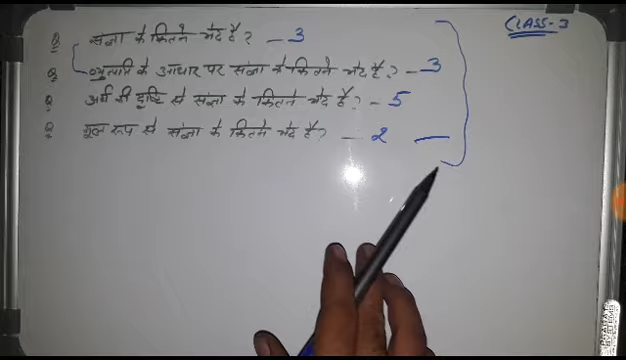 CLASS-3
Q संज्ञा के कितने भेद है? - 3
Q व्युत्पत्ति के आधार पर संज्ञा के कितने भेद है? - 3
Q अर्थ की दृष्टि से संज्ञा के कितने भेद है? - 5
Q मूल रूप से संज्ञा के कितने भेद है? - 2